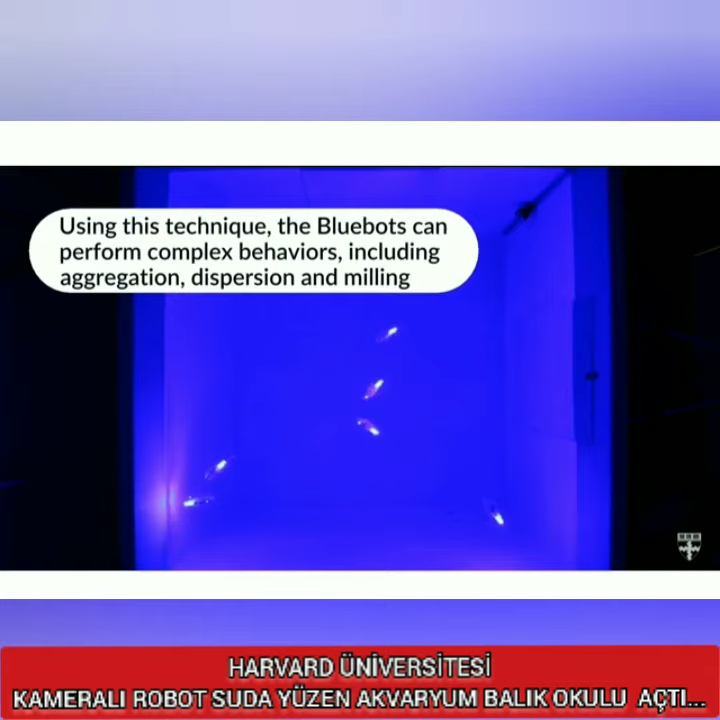 Using this technique, the Bluebots can
perform complex behaviors, including
aggregation, dispersion and milling
HARVARD ÜNİVERSİTESİ
KAMERALI ROBOT SUDA YÜZEN AKVARYUM BALIK OKULU AÇTI...